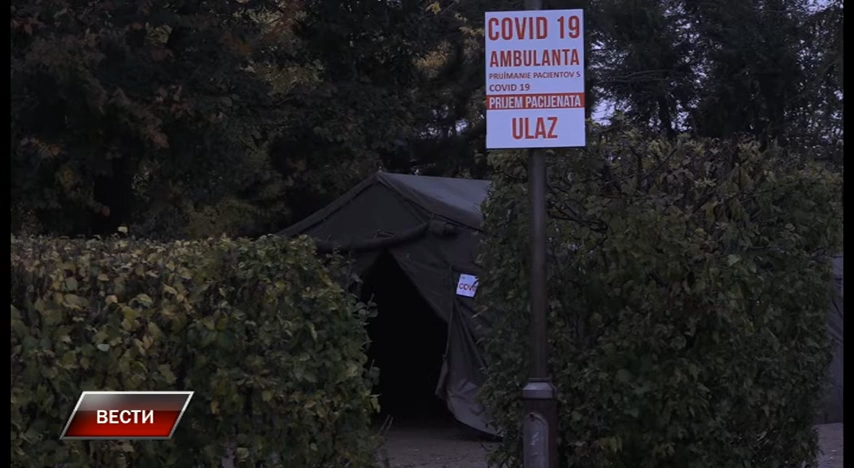 COVID 19
AMBULANTA
PRIJÍMANIE PACIENTOV S
COVID 19
PRIJEM PACIJENATA
ULAZ
COVID
ВЕСТИ